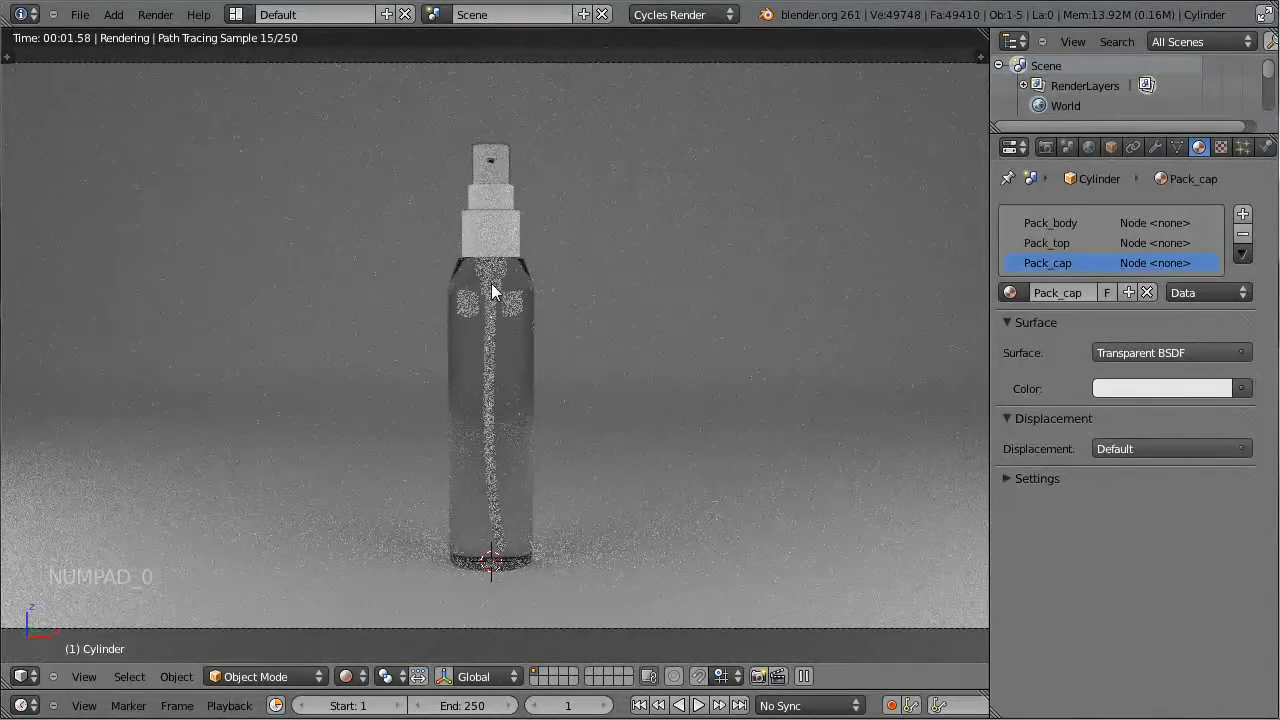 File Add Render Help Default Scene Cycles Render blender.org 261 | Ve:49748 | Fa:49410 | Ob:1-5 | La:0 | Mem:13.92M (0.16M) | Cylinder
Time: 00:01.58 | Rendering | Path Tracing Sample 15/250
View Search All Scenes
Scene
RenderLayers |
World
Cylinder Pack_cap
Pack_body Node <none>
Pack_top Node <none>
Pack_cap Node <none>
Pack_cap F Data
Surface
Surface: Transparent BSDF
Color:
Displacement
Displacement: Default
Settings
NUMPAD_0
z
(1) Cylinder
View Select Object Object Mode Global
View Marker Frame Playback Start: 1 End: 250 1 No Sync